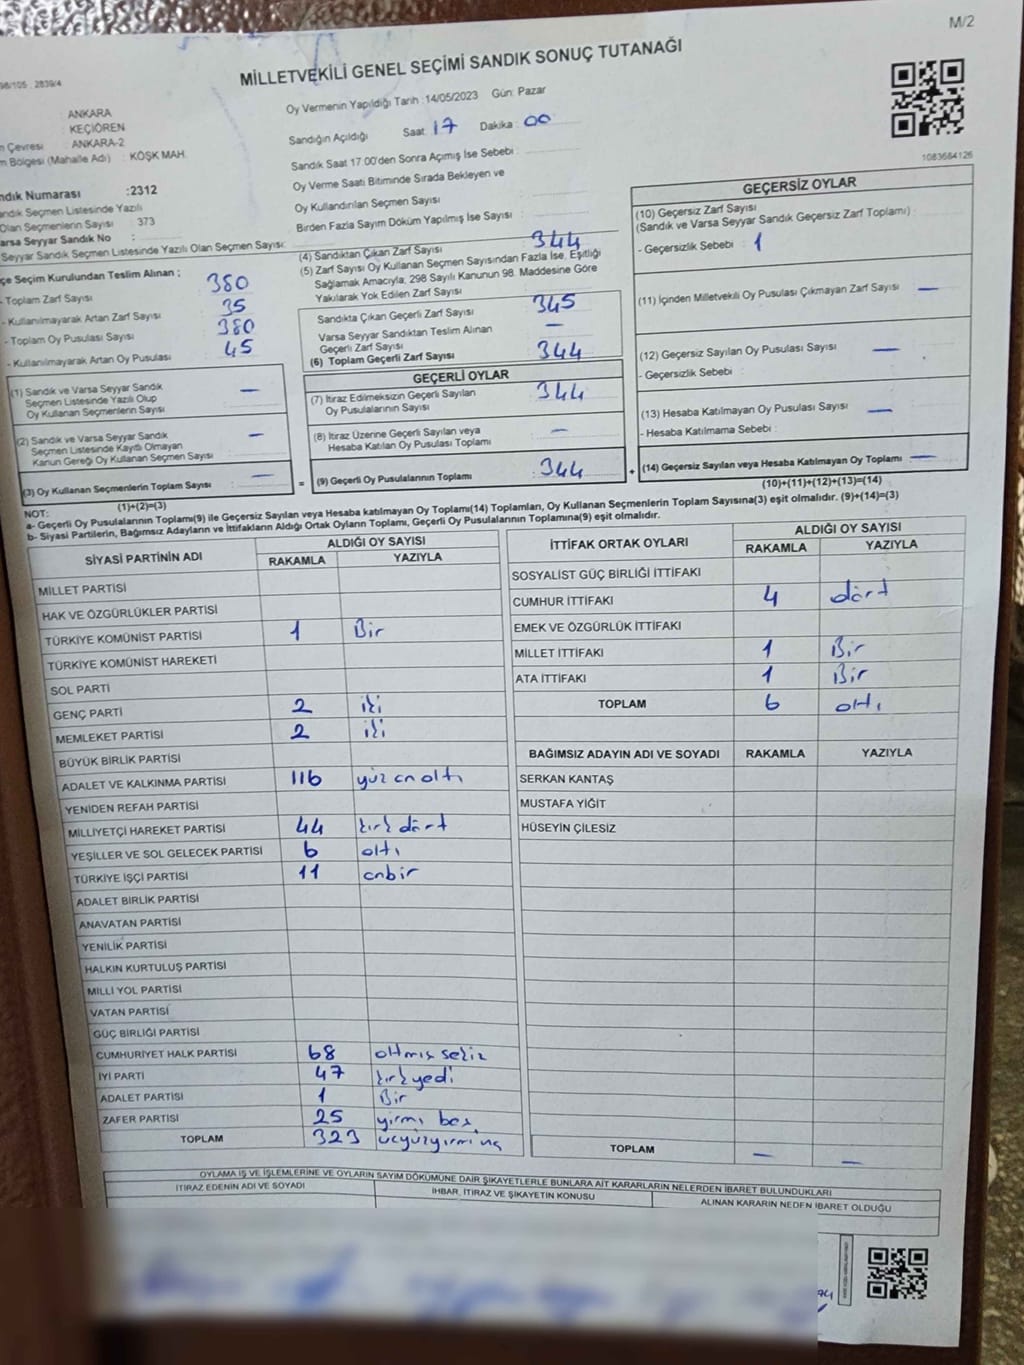 M/2
98/105 : 2839/4
MİLLETVEKİLİ GENEL SEÇİMİ SANDIK SONUÇ TUTANAĞI
: ANKARA
: KEÇİÖREN
Çevresi : ANKARA-2
Bölgesi (Mahalle Adı) : KÖŞK MAH.
Numarası :2312
Seçmen Listesinde Yazılı
Olan Seçmenlerin Sayısı : 373
Varsa Seyyar Sandık No :
Seyyar Sandık Seçmen Listesinde Yazılı Olan Seçmen Sayısı:
Oy Vermenin Yapıldığı Tarih :14/05/2023 Gün: Pazar
Sandığın Açıldığı Saat : 17 Dakika : 00
Sandık Saat 17.00'den Sonra Açılmış İse Sebebi :
Oy Verme Saati Bitiminde Sırada Bekleyen ve
Oy Kullandırılan Seçmen Sayısı :
Birden Fazla Sayım Döküm Yapılmış İse Sayısı :
1083684126
Seçim Kurulundan Teslim Alınan ;
- Toplam Zarf Sayısı : 380
- Kullanılmayarak Artan Zarf Sayısı : 35
- Toplam Oy Pusulası Sayısı : 380
- Kullanılmayarak Artan Oy Pusulası : 45
(1) Sandık ve Varsa Seyyar Sandık
Seçmen Listesinde Yazılı Olup
Oy Kullanan Seçmenlerin Sayısı : —
(2) Sandık ve Varsa Seyyar Sandık
Seçmen Listesinde Kayıtlı Olmayan
Kanun Gereği Oy Kullanan Seçmen Sayısı : —
(3) Oy Kullanan Seçmenlerin Toplam Sayısı : —
(1)+(2)=(3)
(4) Sandıktan Çıkan Zarf Sayısı : 344
(5) Zarf Sayısı Oy Kullanan Seçmen Sayısından Fazla İse, Eşitliği
Sağlamak Amacıyla, 298 Sayılı Kanunun 98. Maddesine Göre
Yakılarak Yok Edilen Zarf Sayısı :
Sandıkta Çıkan Geçerli Zarf Sayısı : 345
Varsa Seyyar Sandıktan Teslim Alınan
Geçerli Zarf Sayısı : —
(6) Toplam Geçerli Zarf Sayısı : 344
GEÇERLİ OYLAR
(7) İtiraz Edilmeksizin Geçerli Sayılan
Oy Pusulalarının Sayısı : 344
(8) İtiraz Üzerine Geçerli Sayılan veya
Hesaba Katılan Oy Pusulası Toplamı : —
= (9) Geçerli Oy Pusulalarının Toplamı : 344 +
GEÇERSİZ OYLAR
(10) Geçersiz Zarf Sayısı
(Sandık ve Varsa Seyyar Sandık Geçersiz Zarf Toplamı) :
- Geçersizlik Sebebi : 1
(11) İçinden Milletvekili Oy Pusulası Çıkmayan Zarf Sayısı : —
(12) Geçersiz Sayılan Oy Pusulası Sayısı : —
- Geçersizlik Sebebi :
(13) Hesaba Katılmayan Oy Pusulası Sayısı : —
- Hesaba Katılmama Sebebi :
(14) Geçersiz Sayılan veya Hesaba Katılmayan Oy Toplamı : —
(10)+(11)+(12)+(13)=(14)
NOT:
a- Geçerli Oy Pusulalarının Toplamı(9) ile Geçersiz Sayılan veya Hesaba katılmayan Oy Toplamı(14) Toplamları, Oy Kullanan Seçmenlerin Toplam Sayısına(3) eşit olmalıdır. (9)+(14)=(3)
b- Siyasi Partilerin, Bağımsız Adayların ve İttifakların Aldığı Ortak Oyların Toplamı, Geçerli Oy Pusulalarının Toplamına(9) eşit olmalıdır.
SİYASİ PARTİNİN ADI ALDIĞI OY SAYISI
RAKAMLA YAZIYLA
MİLLET PARTİSİ
HAK VE ÖZGÜRLÜKLER PARTİSİ
TÜRKİYE KOMÜNİST PARTİSİ 1 Bir
TÜRKİYE KOMÜNİST HAREKETİ
SOL PARTİ
GENÇ PARTİ 2 iki
MEMLEKET PARTİSİ 2 iki
BÜYÜK BİRLİK PARTİSİ
ADALET VE KALKINMA PARTİSİ 116 yüz on altı
YENİDEN REFAH PARTİSİ
MİLLİYETÇİ HAREKET PARTİSİ 44 kırk dört
YEŞİLLER VE SOL GELECEK PARTİSİ 6 altı
TÜRKİYE İŞÇİ PARTİSİ 11 onbir
ADALET BİRLİK PARTİSİ
ANAVATAN PARTİSİ
YENİLİK PARTİSİ
HALKIN KURTULUŞ PARTİSİ
MİLLİ YOL PARTİSİ
VATAN PARTİSİ
GÜÇ BİRLİĞİ PARTİSİ
CUMHURİYET HALK PARTİSİ 68 altmış sekiz
İYİ PARTİ 47 kırkyedi
ADALET PARTİSİ 1 Bir
ZAFER PARTİSİ 25 yirmi beş
TOPLAM 323 üçyüzyirmi üç
İTTİFAK ORTAK OYLARI ALDIĞI OY SAYISI
RAKAMLA YAZIYLA
SOSYALİST GÜÇ BİRLİĞİ İTTİFAKI
CUMHUR İTTİFAKI 4 dört
EMEK VE ÖZGÜRLÜK İTTİFAKI
MİLLET İTTİFAKI 1 Bir
ATA İTTİFAKI 1 Bir
TOPLAM 6 altı
BAĞIMSIZ ADAYIN ADI VE SOYADI RAKAMLA YAZIYLA
SERKAN KANTAŞ
MUSTAFA YİĞİT
HÜSEYİN ÇİLESİZ
TOPLAM — —
OYLAMA İŞ VE İŞLEMLERİNE VE OYLARIN SAYIM DÖKÜMÜNE DAİR ŞİKAYETLERLE BUNLARA AİT KARARLARIN NELERDEN İBARET BULUNDUKLARI
İTİRAZ EDENİN ADI VE SOYADI İHBAR, İTİRAZ VE ŞİKAYETİN KONUSU ALINAN KARARIN NEDEN İBARET OLDUĞU